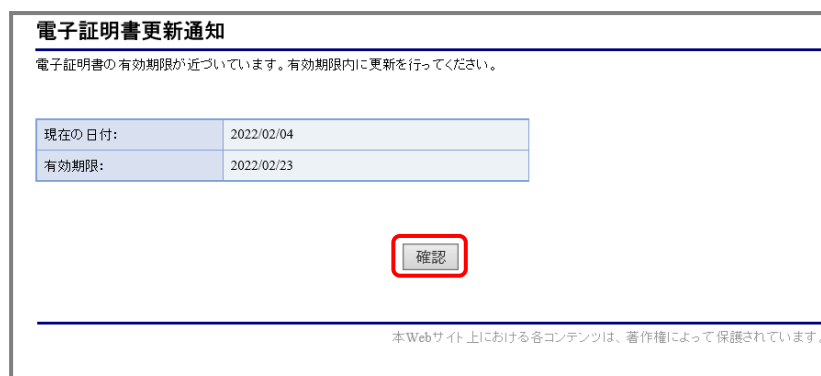 電子証明書更新通知
電子証明書の有効期限が近づいています。有効期限内に更新を行ってください。
現在の日付: 2022/02/04
有効期限: 2022/02/23
確認
本Webサイト上における各コンテンツは、著作権によって保護されています。